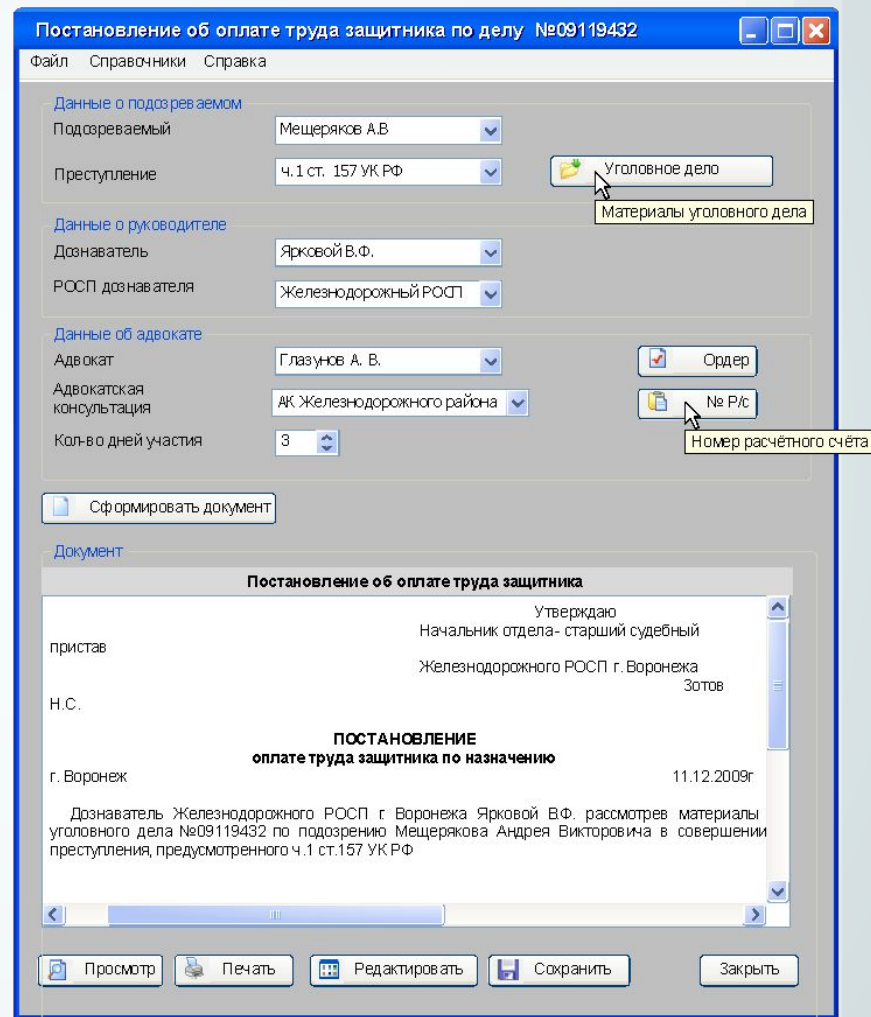 Постановление об оплате труда защитника по делу №09119432
Файл Справочники Справка
Данные о подозреваемом
Подозреваемый Мещеряков А.В
Преступление ч.1 ст. 157 УК РФ Уголовное дело
Материалы уголовного дела
Данные о руководителе
Дознаватель Ярковой В.Ф.
РОСП дознавателя Железнодорожный РОСП
Данные об адвокате
Адвокат Глазунов А. В. Ордер
Адвокатская
консультация АК Железнодорожного района № Р/с
Номер расчётного счёта
Кол-во дней участия 3
Сформировать документ
Документ
Постановление об оплате труда защитника
Утверждаю
Начальник отдела- старший судебный
пристав
Железнодорожного РОСП г. Воронежа
Зотов
Н.С.
ПОСТАНОВЛЕНИЕ
оплате труда защитника по назначению
г. Воронеж 11.12.2009г
Дознаватель Железнодорожного РОСП г. Воронежа Ярковой В.Ф. рассмотрев материалы
уголовного дела №09119432 по подозрению Мещерякова Андрея Викторовича в совершении
преступления, предусмотренного ч.1 ст.157 УК РФ
Просмотр Печать Редактировать Сохранить Закрыть